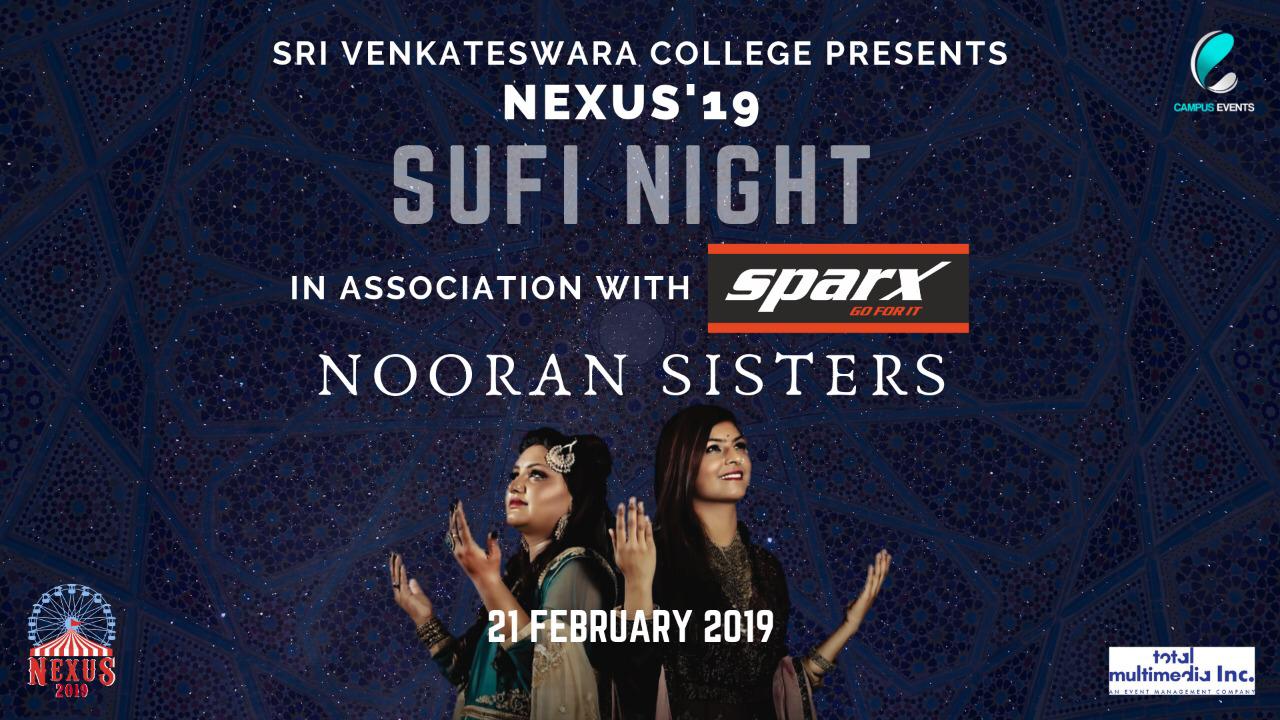 SRI VENKATESWARA COLLEGE PRESENTS
NEXUS'19
CAMPUS EVENTS
SUFI NIGHT
IN ASSOCIATION WITH
sparx
GO FOR IT
NOORAN SISTERS
21 FEBRUARY 2019
NEXUS
2019
total
multimedia Inc.
AN EVENT MANAGEMENT COMPANY